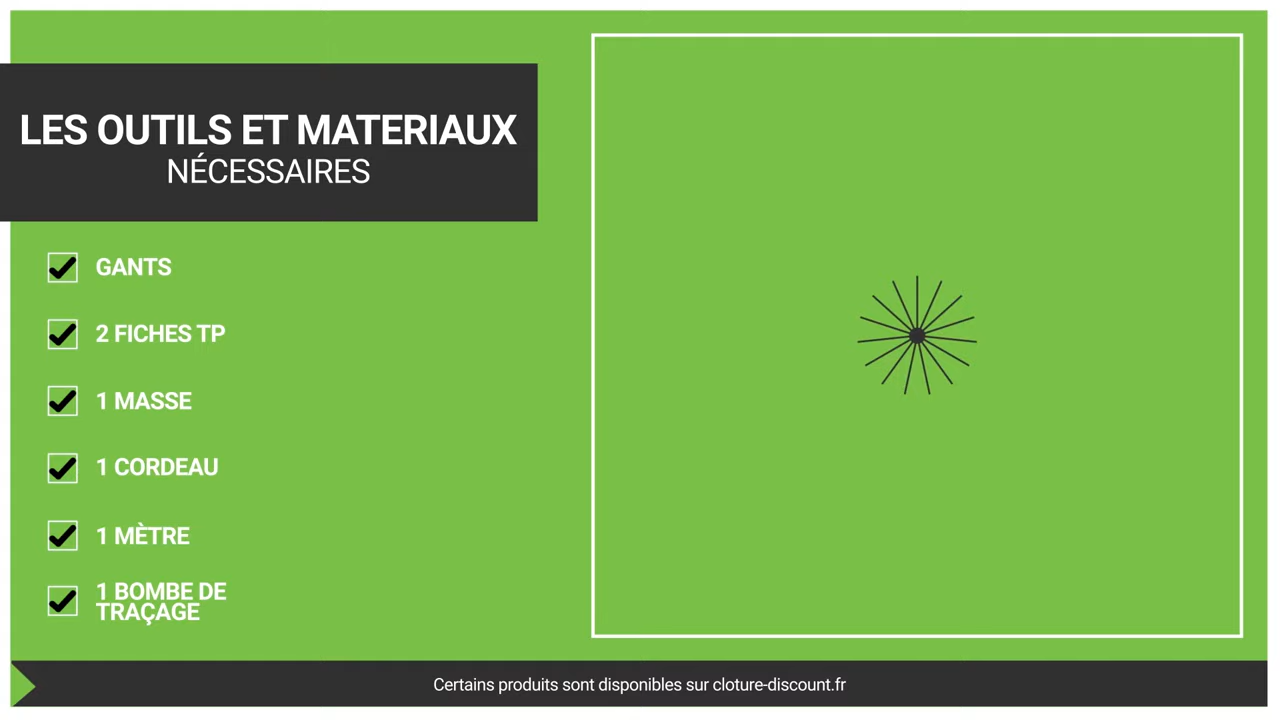 LES OUTILS ET MATERIAUX
NÉCESSAIRES
GANTS
2 FICHES TP
1 MASSE
1 CORDEAU
1 MÈTRE
1 BOMBE DE
TRAÇAGE
Certains produits sont disponibles sur cloture-discount.fr